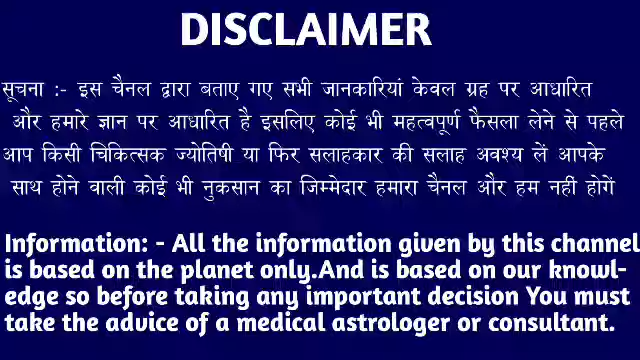 DISCLAIMER
सूचना :- इस चैनल द्वारा बताए गए सभी जानकारियां केवल ग्रह पर आधारित
और हमारे ज्ञान पर आधारित है इसलिए कोई भी महत्वपूर्ण फैसला लेने से पहले
आप किसी चिकित्सक ज्योतिषी या फिर सलाहकार की सलाह अवश्य लें आपके
साथ होने वाली कोई भी नुकसान का जिम्मेदार हमारा चैनल और हम नहीं होगें
Information: - All the information given by this channel
is based on the planet only.And is based on our knowl-
edge so before taking any important decision You must
take the advice of a medical astrologer or consultant.